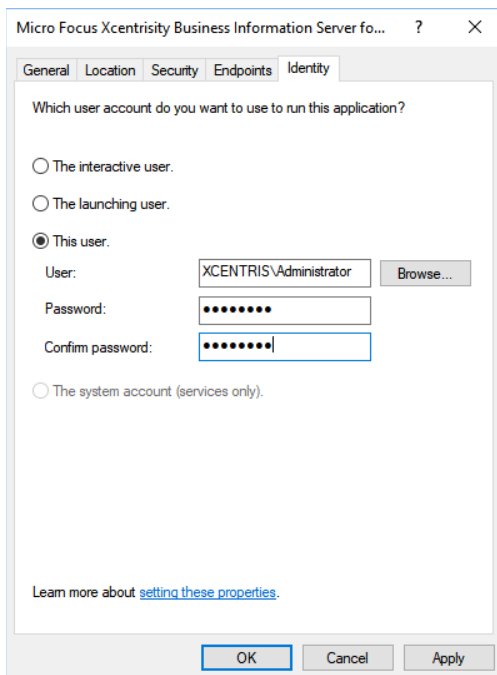 Micro Focus Xcentrisity Business Information Server fo... ? ×
General Location Security Endpoints Identity
Which user account do you want to use to run this application?
The interactive user.
The launching user.
This user.
User: XCENTRIS\Administrator Browse...
Password: ●●●●●●●●
Confirm password: ●●●●●●●●
The system account (services only).
Learn more about setting these properties.
OK Cancel Apply